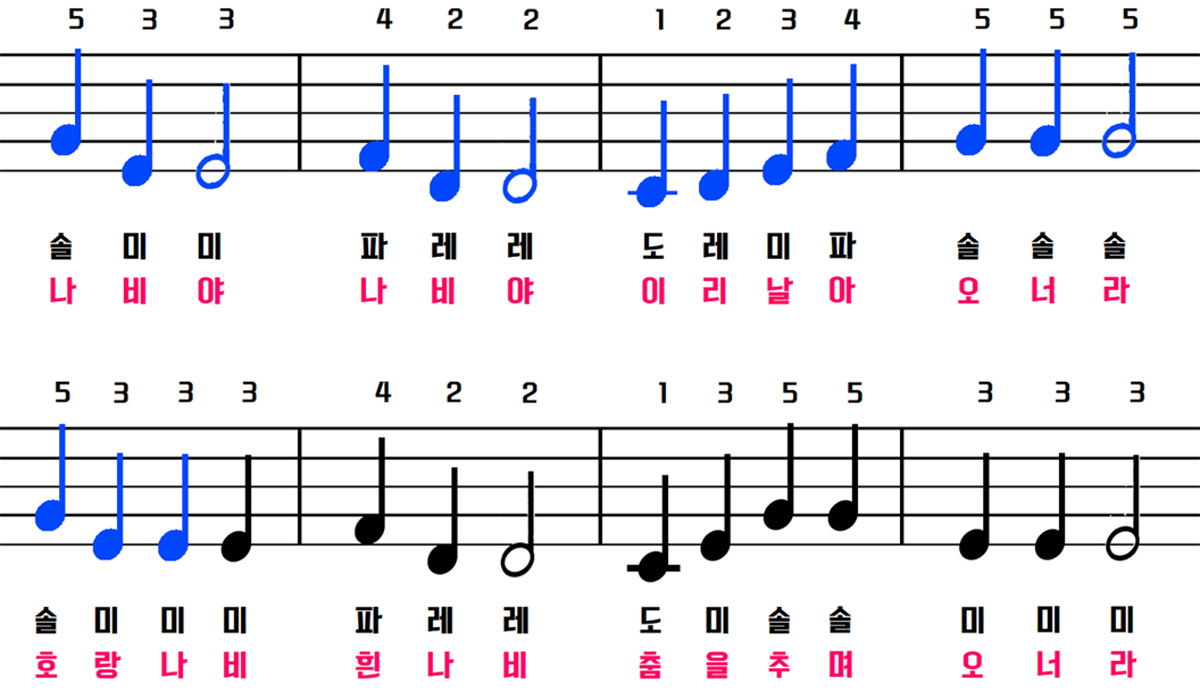 5 3 3 4 2 2 1 2 3 4 5 5 5
솔 미 미 파 레 레 도 레 미 파 솔 솔 솔
나 비 야 나 비 야 이 리 날 아 오 너 라
5 3 3 3 4 2 2 1 3 5 5 3 3 3
솔 미 미 미 파 레 레 도 미 솔 솔 미 미 미
호 랑 나 비 흰 나 비 춤 을 추 며 오 너 라